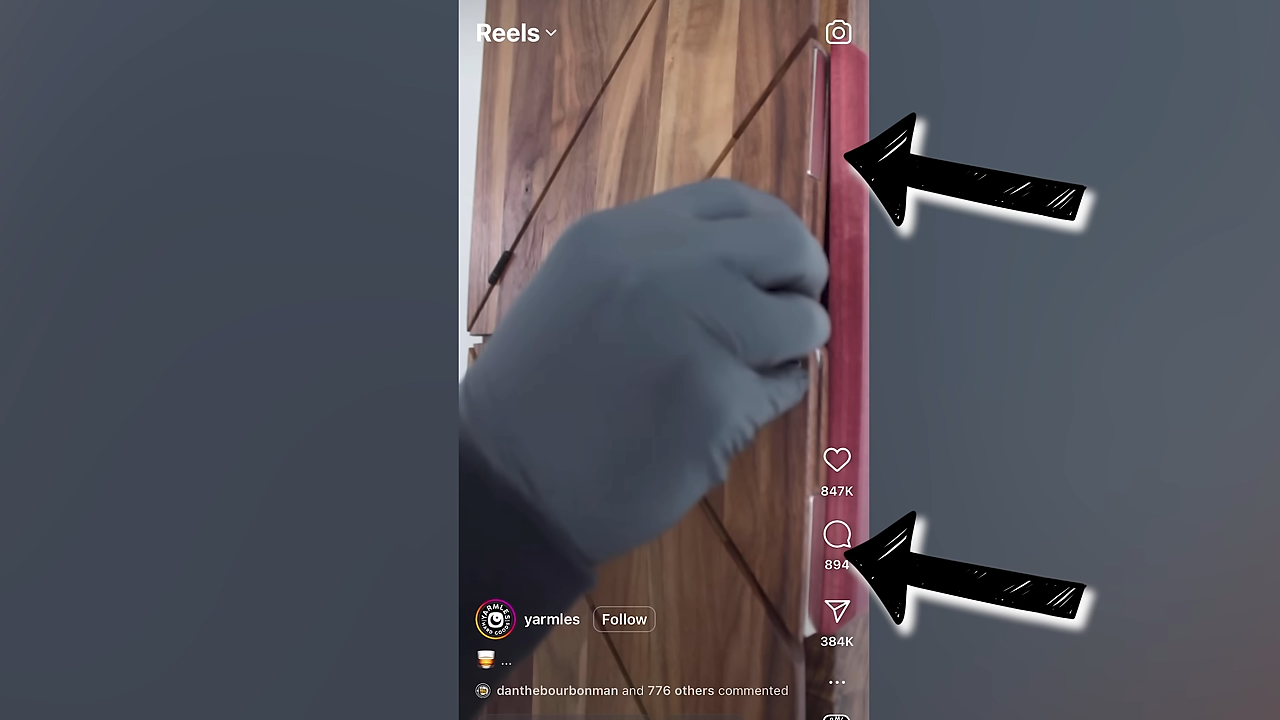 Reels
847K
894
384K
yarmles Follow
...
danthebourbonman and 776 others commented